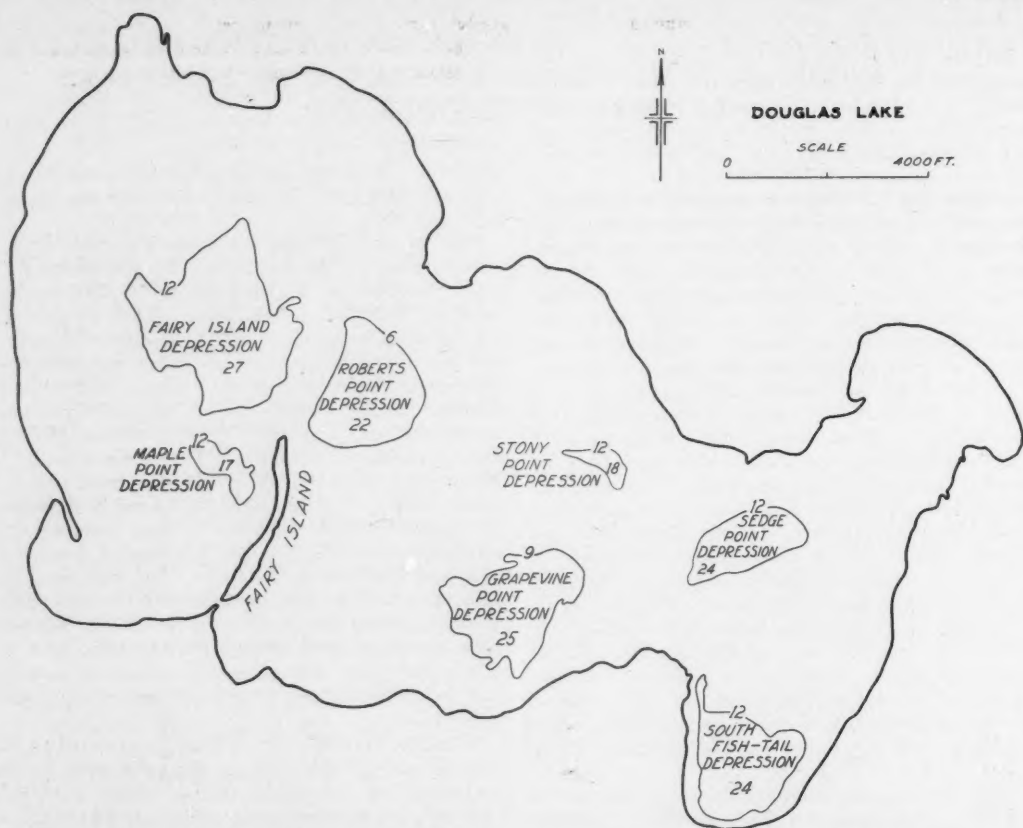 N
DOUGLAS LAKE
SCALE
0 4000 FT.
12
FAIRY ISLAND
DEPRESSION
27
6
ROBERTS
POINT
DEPRESSION
22
12
17
MAPLE
POINT
DEPRESSION
FAIRY ISLAND
STONY
POINT
DEPRESSION
12
18
12
SEDGE
POINT
DEPRESSION
24
9
GRAPEVINE
POINT
DEPRESSION
25
12
SOUTH
FISH-TAIL
DEPRESSION
24